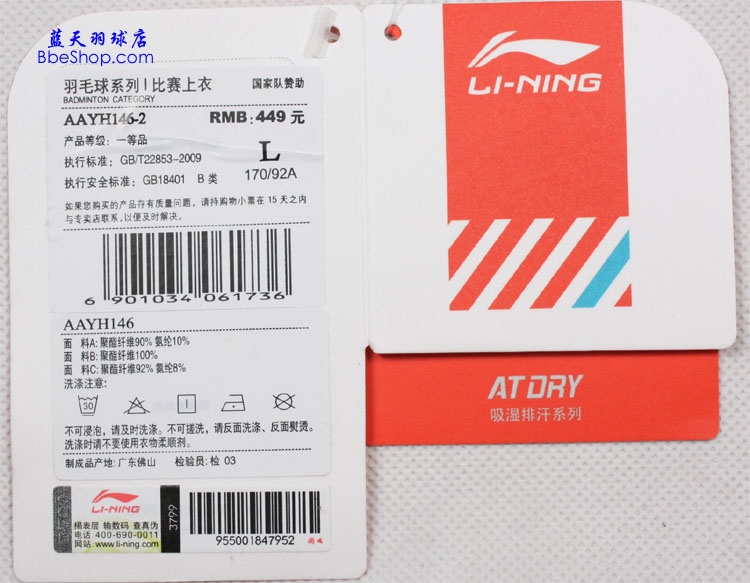 蓝天羽球店
BbeShop.com
羽毛球系列 | 比赛上衣 国家队赞助
BADMINTON CATEGORY
AAYH146-2 RMB: 449 元
产品等级: 一等品
执行标准: GB/T22853-2009
L
执行安全标准: GB18401 B 类
170/92A
如果您购买的产品存有质量问题，请持购物小票在 15 天之内
与专卖店联系,以便及时解决。
6 901034 061736
AAYH146
面 料A: 聚酯纤维90% 氨纶10%
面 料B: 聚酯纤维100%
面 料C: 聚酯纤维92% 氨纶8%
洗涤注意:
30
不可浸泡，请及时洗涤。不可搓洗，请反面洗涤、反面熨烫。
洗涤时请不要使用衣物柔顺剂。
制成品产地: 广东佛山 检验员: 检 03
LI-NING
揭表层 输数码 查真伪
电话 400-690-0011
网站 www.li-ning.com
3799
955001847952
LI-NING
AT DRY
吸湿排汗系列